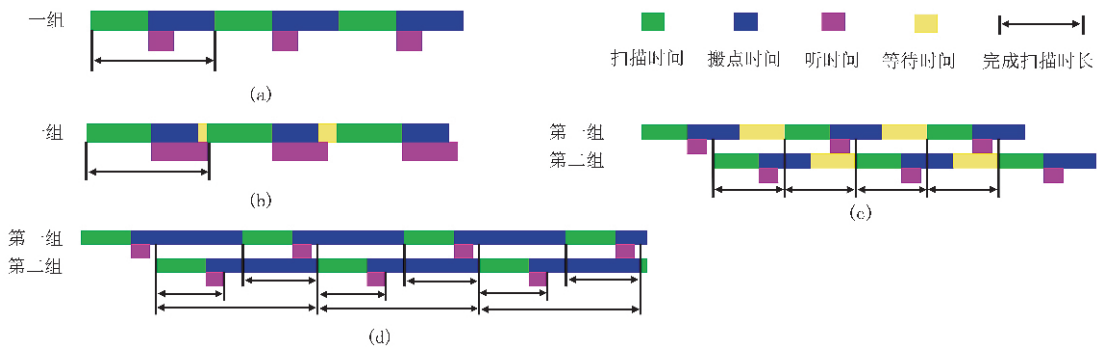 一组
(a)
扫描时间 搬点时间 听时间 等待时间 完成扫描时长
一组
(b)
第一组
第二组
(c)
第一组
第二组
(d)